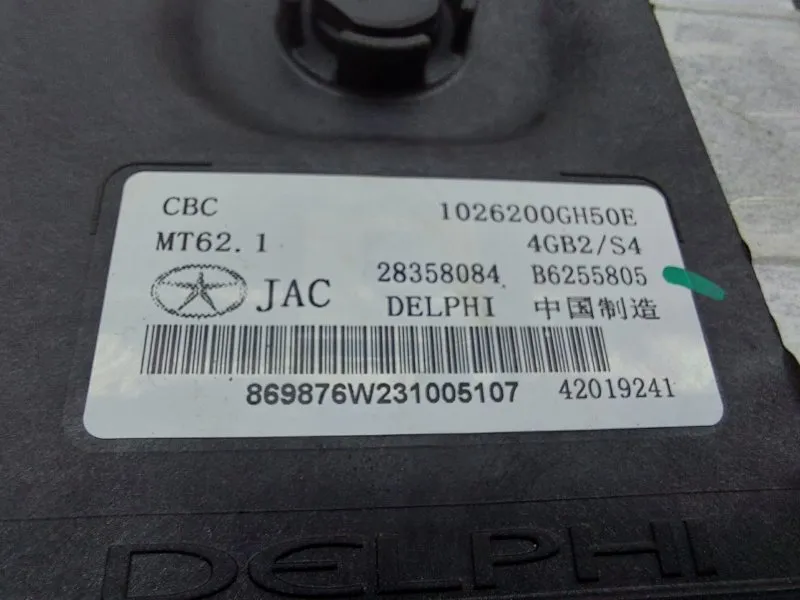 CBC 1026200GH50E
MT62.1 4GB2/S4
JAC 28358084 B6255805
DELPHI 中国制造
869876W231005107 42019241
DELPHI